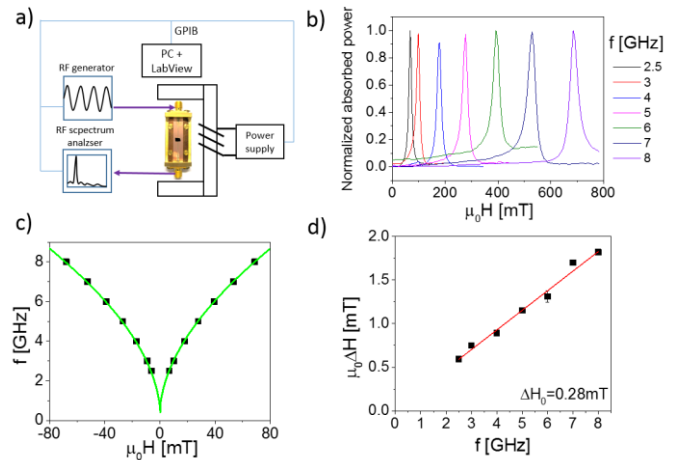 a)
GPIB
PC +
LabView
RF generator
RF scpectrum
analzser
Power
supply
b)
Normalized absorbed power
1.0
0.8
0.6
0.4
0.2
0.0
0 200 400 600 800
μ₀H [mT]
f [GHz]
2.5
3
4
5
6
7
8
c)
f [GHz]
8
6
4
2
0
-80 -40 0 40 80
μ₀H [mT]
d)
μ₀ΔH [mT]
2.0
1.5
1.0
0.5
0.0
0 1 2 3 4 5 6 7 8
f [GHz]
ΔH₀=0.28mT